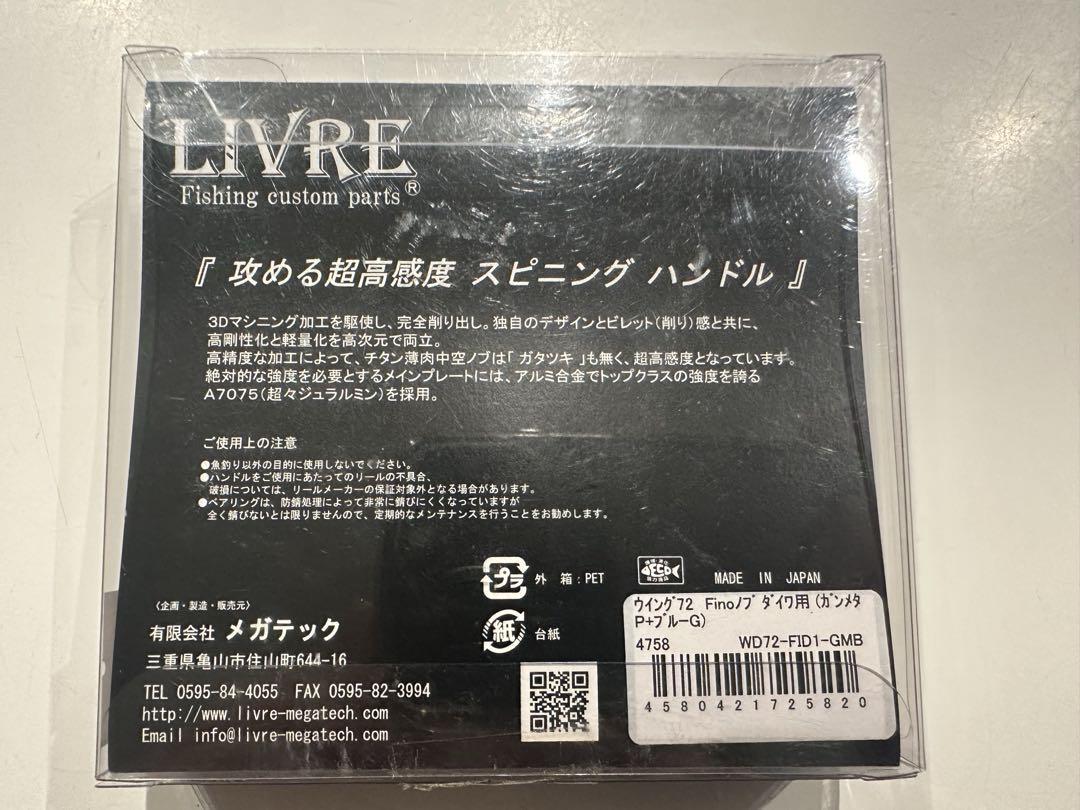 LIVRE
Fishing custom parts®
『 攻める超高感度 スピニング ハンドル 』
3Dマシニング加工を駆使し、完全削り出し。独自のデザインとビレット(削り)感と共に、
高剛性化と軽量化を高次元で両立。
高精度な加工によって、チタン薄肉中空ノブは「 ガタツキ 」も無く、超高感度となっています。
絶対的な強度を必要とするメインプレートには、アルミ合金でトップクラスの強度を誇る
A7075(超々ジュラルミン)を採用。
ご使用上の注意
●魚釣り以外の目的に使用しないでください。
●ハンドルをご使用にあたってのリールの不具合、
破損については、リールメーカーの保証対象外となる場合があります。
●ベアリングは、防錆処理によって非常に錆びにくくなっていますが
全く錆びないとは限りませんので、定期的なメンテナンスを行うことをお勧めします。
プラ 外 箱:PET
紙 台紙
ECO
MADE IN JAPAN
〈企画・製造・販売元〉
有限会社 メガテック
三重県亀山市住山町644-16
TEL 0595-84-4055 FAX 0595-82-3994
http://www.livre-megatech.com
Email info@livre-megatech.com
ウイング72 Finoノブ ダイワ用 (ガンメタ
P+ブルーG)
4758 WD72-FID1-GMB
4580421725820